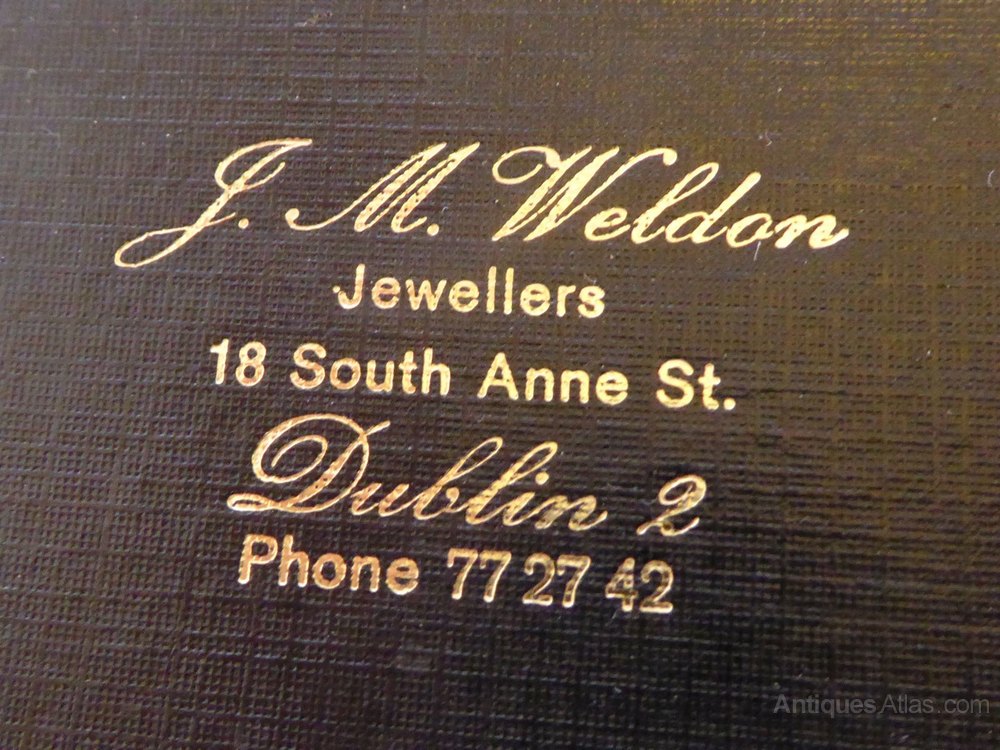 J. M. Weldon
Jewellers
18 South Anne St.
Dublin 2
Phone 77 27 42
AntiquesAtlas.com